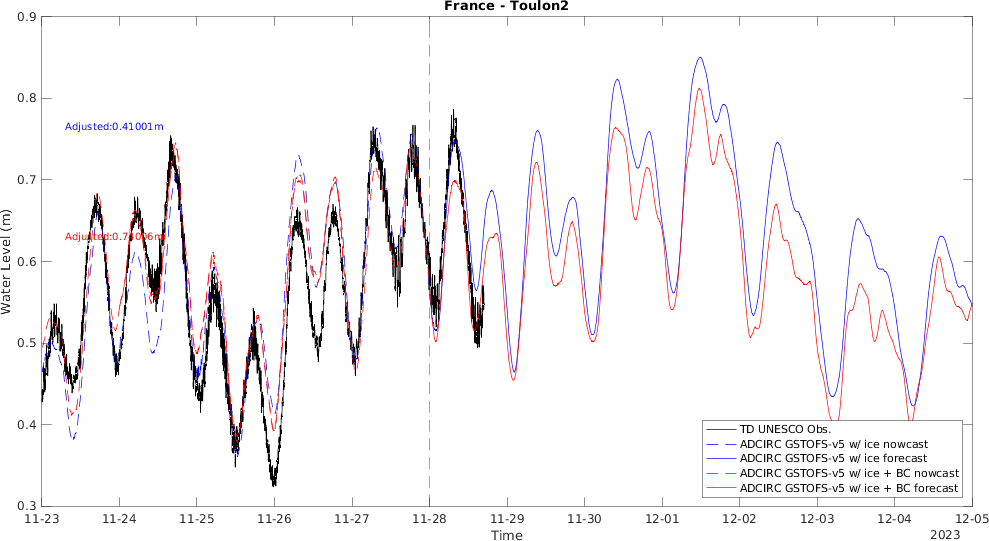 France - Toulon2
0.9
0.8
0.7
0.6
0.5
0.4
0.3
Water Level (m)
Adjusted:0.41001m
TD UNESCO Obs.
ADCIRC GSTOFS-v5 w/ ice nowcast
ADCIRC GSTOFS-v5 w/ ice forecast
ADCIRC GSTOFS-v5 w/ ice + BC nowcast
ADCIRC GSTOFS-v5 w/ ice + BC forecast
11-23 11-24 11-25 11-26 11-27 11-28 11-29 11-30 12-01 12-02 12-03 12-04 12-05
Time
2023